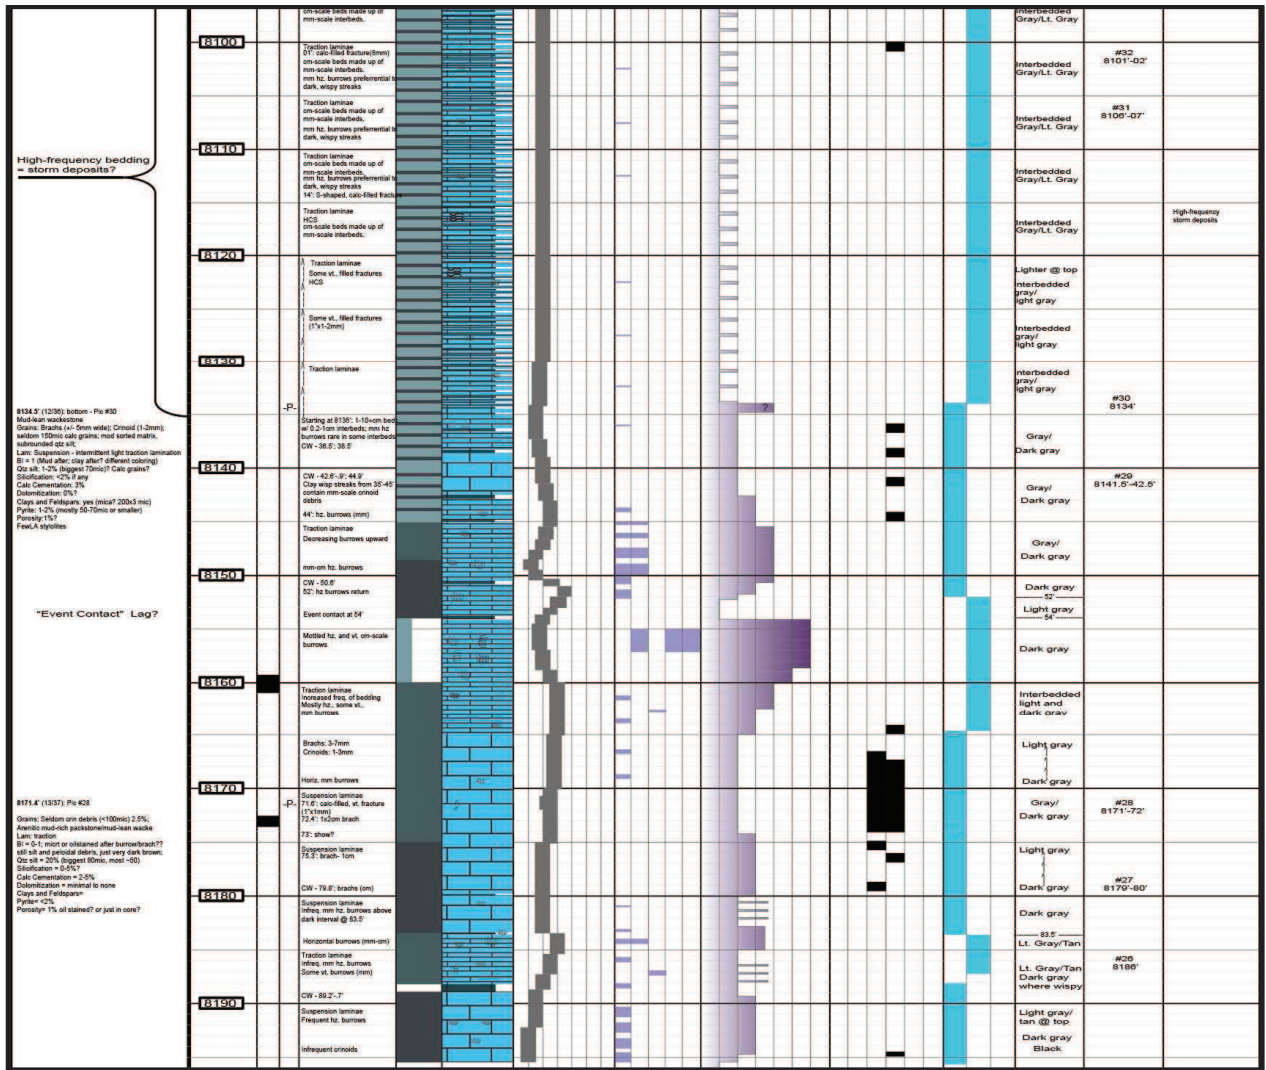 cm-scale beds made up of
mm-scale interbeds.
Interbedded
Gray/Lt. Gray
8100
Traction laminae
01': calc-filled fracture(8mm)
cm-scale beds made up of
mm-scale interbeds.
mm hz. burrows preferrential to
dark, wispy streaks
Interbedded
Gray/Lt. Gray
#32
8101'-02'
Traction laminae
cm-scale beds made up of
mm-scale interbeds.
mm hz. burrows preferrential to
dark, wispy streaks
Interbedded
Gray/Lt. Gray
#31
8106'-07'
8110
High-frequency bedding
= storm deposits?
Traction laminae
cm-scale beds made up of
mm-scale interbeds.
mm hz. burrows preferential to
dark, wispy streaks
14': S-shaped, calc-filled fracture
Interbedded
Gray/Lt. Gray
Traction laminae
HCS
cm-scale beds made up of
mm-scale interbeds.
Interbedded
Gray/Lt. Gray
High-frequency
storm deposits
8120
Traction laminae
Some vt., filled fractures
HCS
Lighter @ top
nterbedded
gray/
light gray
Some vt., filled fractures
(1"x1-2mm)
Interbedded
gray/
light gray
8130
Traction laminae
nterbedded
gray/
light gray
-P-
?
#30
8134'
8134.5' (12/36): bottom - Pic #30
Mud-lean wackestone
Grains: Brachs (+/- 5mm wide); Crinoid (1-2mm);
seldom 150mic calc grains; mod sorted matrix,
subrounded qtz silt;
Lam: Suspension - intermittent light traction lamination
BI = 1 (Mud after; clay after? different coloring)
Qtz silt: 1-2% (biggest 70mic)? Calc grains?
Silicification: <2% if any
Calc Cementation: 3%
Dolomitization: 0%?
Clays and Feldspars: yes (mica? 200x3 mic)
Pyrite: 1-2% (mostly 50-70mic or smaller)
Porosity:1%?
FewLA stylolites
Starting at 8135': 1-10+cm bed
w/ 0.2-1cm interbeds; mm hz
burrows rare in some interbeds
CW - 36.5'; 38.5'
Gray/
Dark gray
8140
CW - 42.6'-.9'; 44.9'
Clay wisp streaks from 35'-45'
contain mm-scale crinoid
debris
44': hz. burrows (mm)
Gray/
Dark gray
#29
8141.5'-42.5'
Traction laminae
Decreasing burrows upward
mm-cm hz. burrows
Gray/
Dark gray
8150
CW - 50.6'
52': hz burrows return
Event contact at 54'
Dark gray
52'
Light gray
54'
"Event Contact" Lag?
Mottled hz. and vt. cm-scale
burrows
Dark gray
8160
Traction laminae
Increased freq. of bedding
Mostly hz., some vt.,
mm burrows
Interbedded
light and
dark gray
Brachs: 3-7mm
Crinoids: 1-3mm
Horiz. mm burrows
Light gray
Dark gray
8170
-P-
Suspension laminae
71.6': calc-filled, vt. fracture
(1"x1mm)
72.4': 1x2cm brach
73': show?
Gray/
Dark gray
#28
8171'-72'
8171.4' (13/37): Pic #28
Grains: Seldom crin debris (<100mic) 2.5%;
Arenitic mud-rich packstone/mud-lean wacke
Lam: traction
BI = 0-1; micrt or oilstained after burrow/brach??
still silt and peloidal debris, just very dark brown;
Qtz silt = 20% (biggest 80mic, most ~50)
Silicification = 0-5%?
Calc Cementation = 2-5%
Dolomitization = minimal to none
Clays and Feldspars=
Pyrite= <2%
Porosity= 1% oil stained? or just in core?
Suspension laminae
75.3': brach- 1cm
CW - 79.8'; brachs (cm)
Light gray
Dark gray
#27
8179'-80'
8180
Suspension laminae
Infreq. mm hz. burrows above
dark interval @ 83.5'
Dark gray
83.5'
Horizontal burrows (mm-cm)
Lt. Gray/Tan
Traction laminae
Infreq. mm hz. burrows
Some vt. burrows (mm)
CW - 89.2'-.7'
Lt. Gray/Tan
Dark gray
where wispy
#26
8186'
8190
Suspension laminae
Frequent hz. burrows
Infrequent crinoids
Light gray/
tan @ top
Dark gray
Black